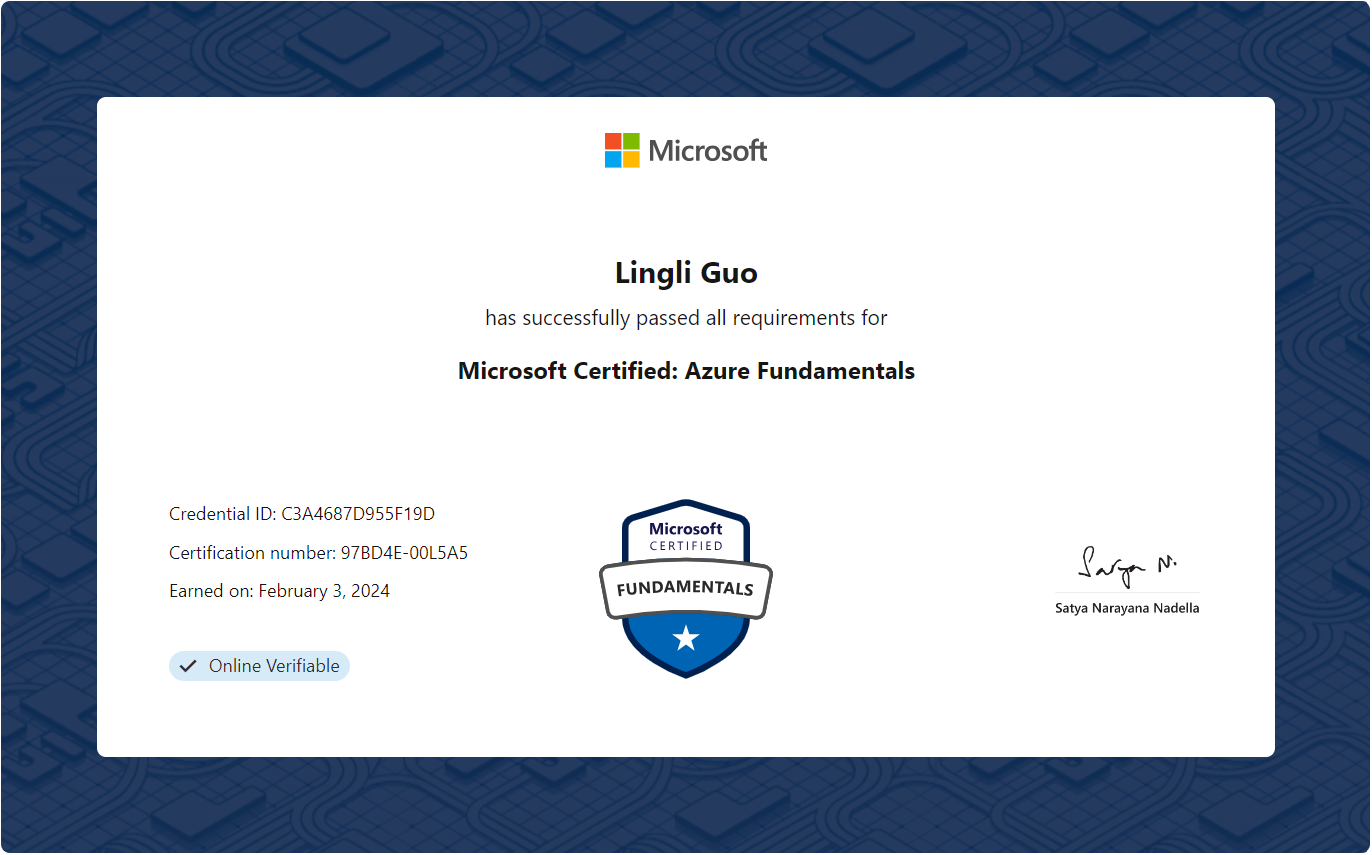 Microsoft
Lingli Guo
has successfully passed all requirements for
Microsoft Certified: Azure Fundamentals
Credential ID: C3A4687D955F19D
Certification number: 97BD4E-00L5A5
Earned on: February 3, 2024
Online Verifiable
Microsoft
CERTIFIED
FUNDAMENTALS
Satya N.
Satya Narayana Nadella